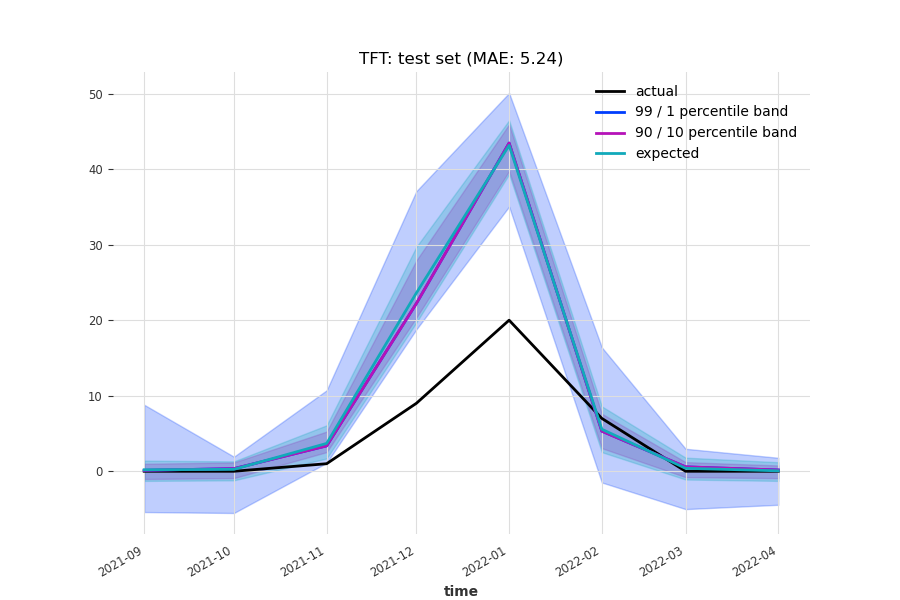 TFT: test set (MAE: 5.24)
actual
99 / 1 percentile band
90 / 10 percentile band
expected
50
40
30
20
10
0
2021-09
2021-10
2021-11
2021-12
2022-01
2022-02
2022-03
2022-04
time